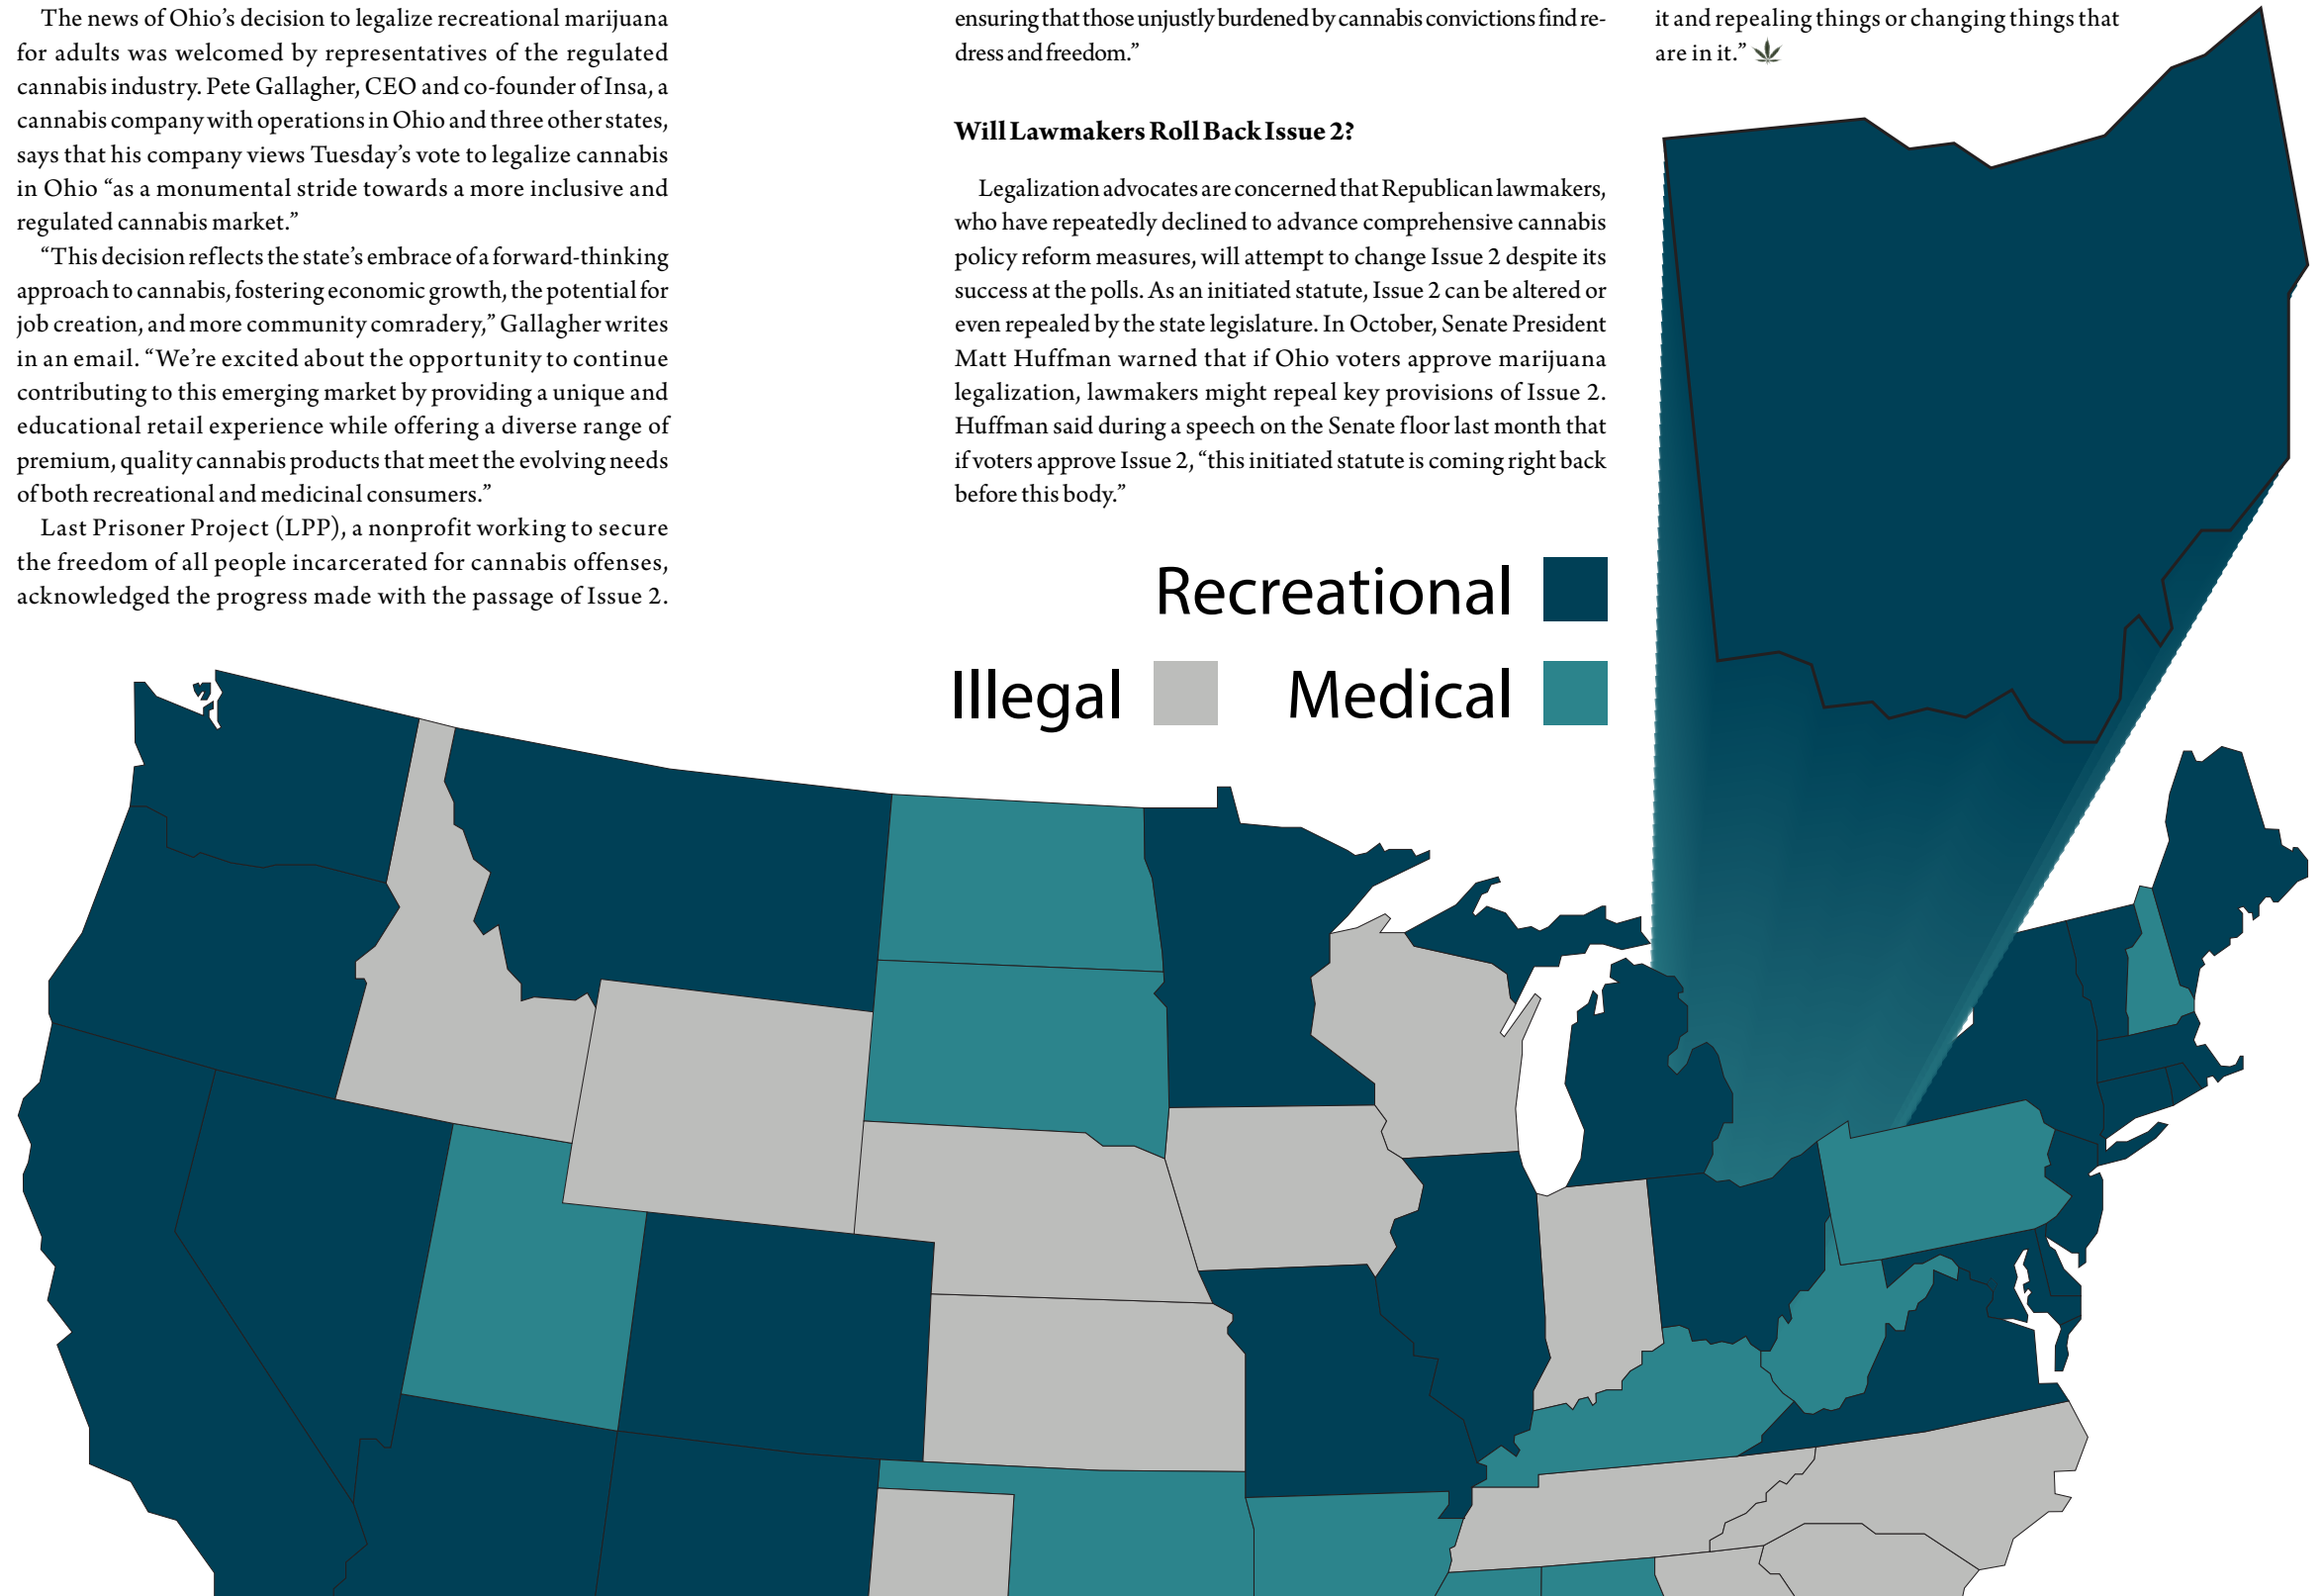 The news of Ohio’s decision to legalize recreational marijuana
for adults was welcomed by representatives of the regulated
cannabis industry. Pete Gallagher, CEO and co-founder of Insa, a
cannabis company with operations in Ohio and three other states,
says that his company views Tuesday’s vote to legalize cannabis
in Ohio “as a monumental stride towards a more inclusive and
regulated cannabis market.”
“This decision reflects the state’s embrace of a forward-thinking
approach to cannabis, fostering economic growth, the potential for
job creation, and more community comradery,” Gallagher writes
in an email. “We’re excited about the opportunity to continue
contributing to this emerging market by providing a unique and
educational retail experience while offering a diverse range of
premium, quality cannabis products that meet the evolving needs
of both recreational and medicinal consumers.”
Last Prisoner Project (LPP), a nonprofit working to secure
the freedom of all people incarcerated for cannabis offenses,
acknowledged the progress made with the passage of Issue 2.
ensuring that those unjustly burdened by cannabis convictions find re-
dress and freedom.”
Will Lawmakers Roll Back Issue 2?
Legalization advocates are concerned that Republican lawmakers,
who have repeatedly declined to advance comprehensive cannabis
policy reform measures, will attempt to change Issue 2 despite its
success at the polls. As an initiated statute, Issue 2 can be altered or
even repealed by the state legislature. In October, Senate President
Matt Huffman warned that if Ohio voters approve marijuana
legalization, lawmakers might repeal key provisions of Issue 2.
Huffman said during a speech on the Senate floor last month that
if voters approve Issue 2, “this initiated statute is coming right back
before this body.”
it and repealing things or changing things that
are in it.”
Recreational
Illegal
Medical